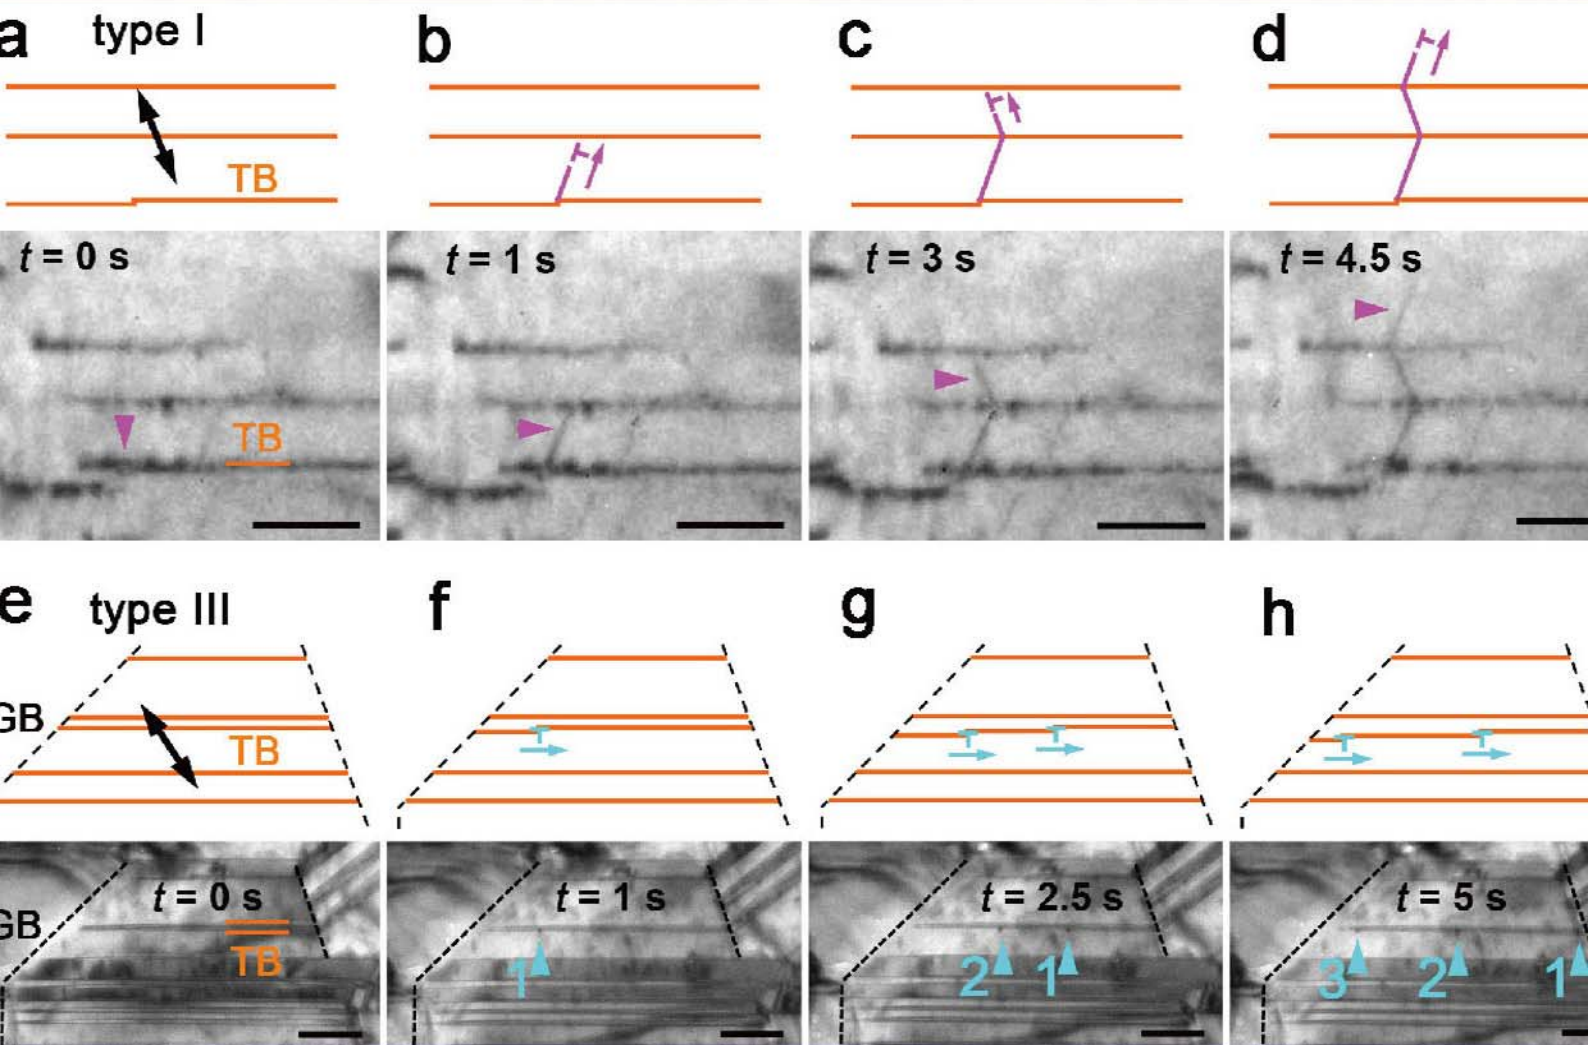 a type I b c d
TB
t = 0 s t = 1 s t = 3 s t = 4.5 s
TB
e type III f g h
GB
TB
t = 0 s t = 1 s t = 2.5 s t = 5 s
GB
TB
1 2 1 3 2 1